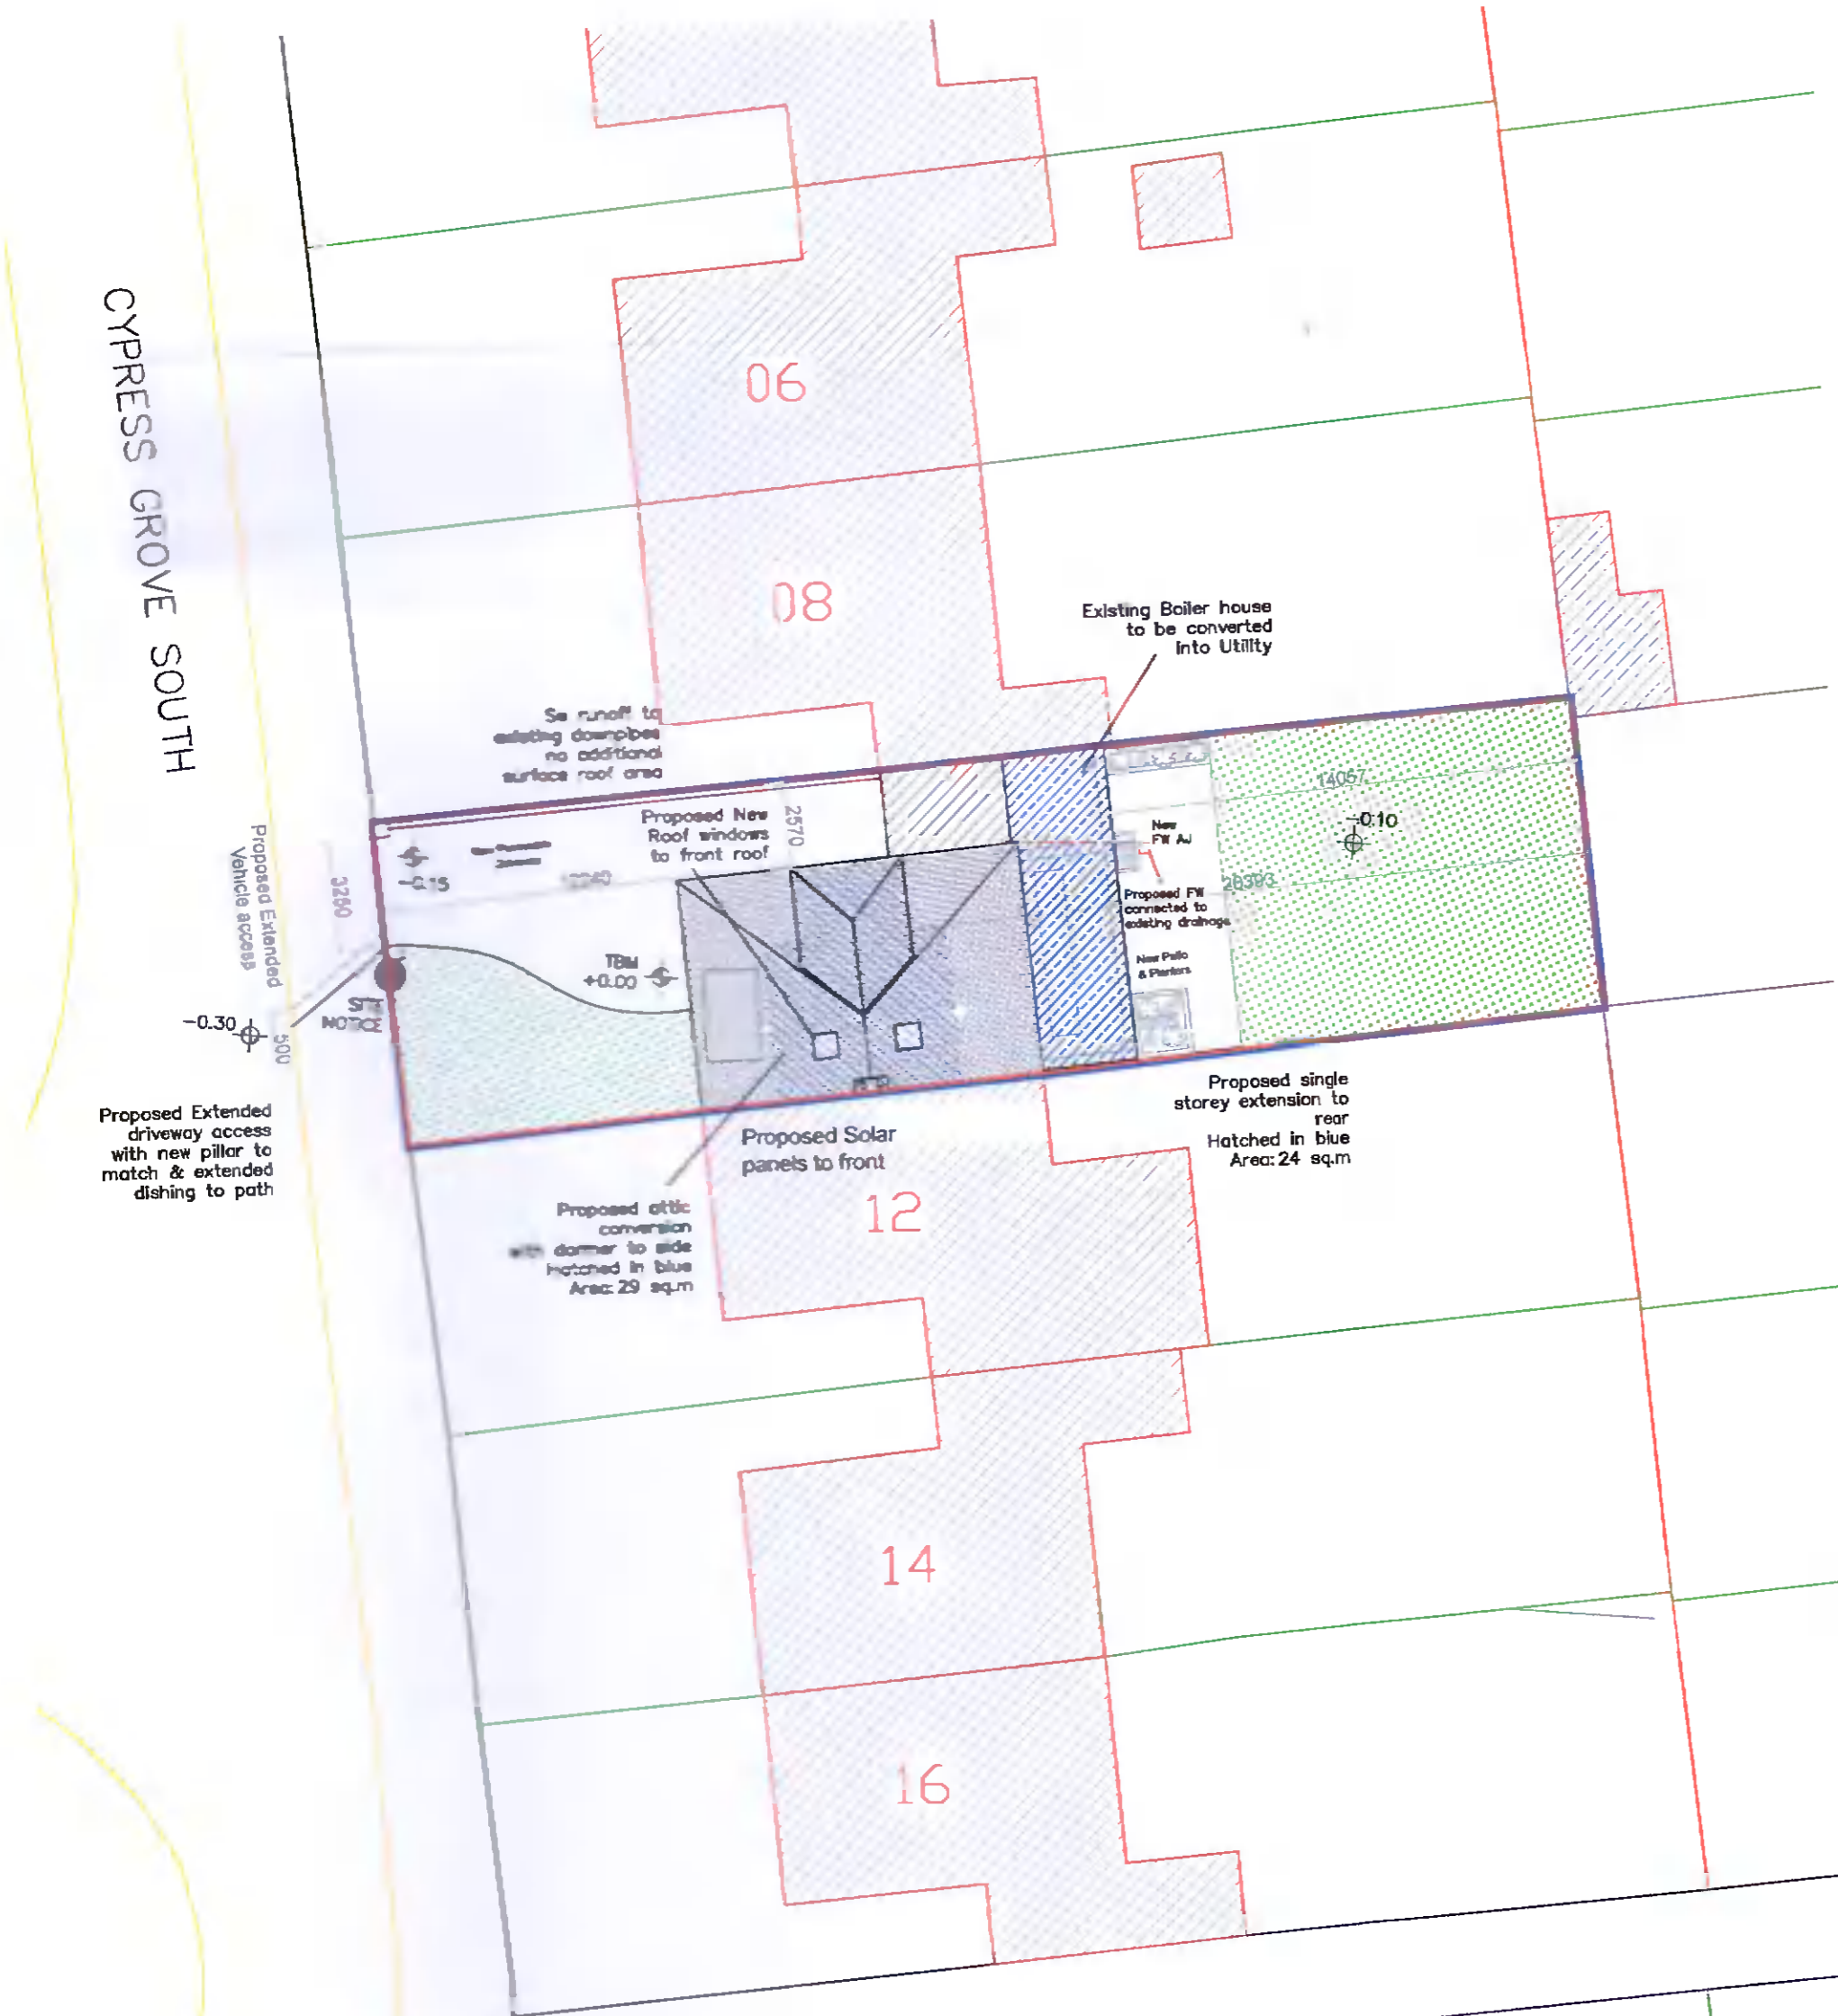 CYPRESS GROVE SOUTH
06
08
Existing Boiler house
to be converted
into Utility
runoff to
existing downpipes
no additional
surface roof area
Proposed New
Roof windows
to front roof
2570
14057
-0.10
New
FW AJ
26393
Proposed FW
connected to
existing drainage
New Patio
& Planters
Proposed Extended
Vehicle access
3250
-0.15
TBM
+0.00
SITE
NOTICE
-0.30
500
Proposed Extended
driveway access
with new pillar to
match & extended
dishing to path
Proposed Solar
panels to front
Proposed single
storey extension to
rear
Hatched in blue
Area: 24 sq.m
Proposed attic
conversion
with dormer to side
Hatched in blue
Area: 29 sq.m
12
14
16